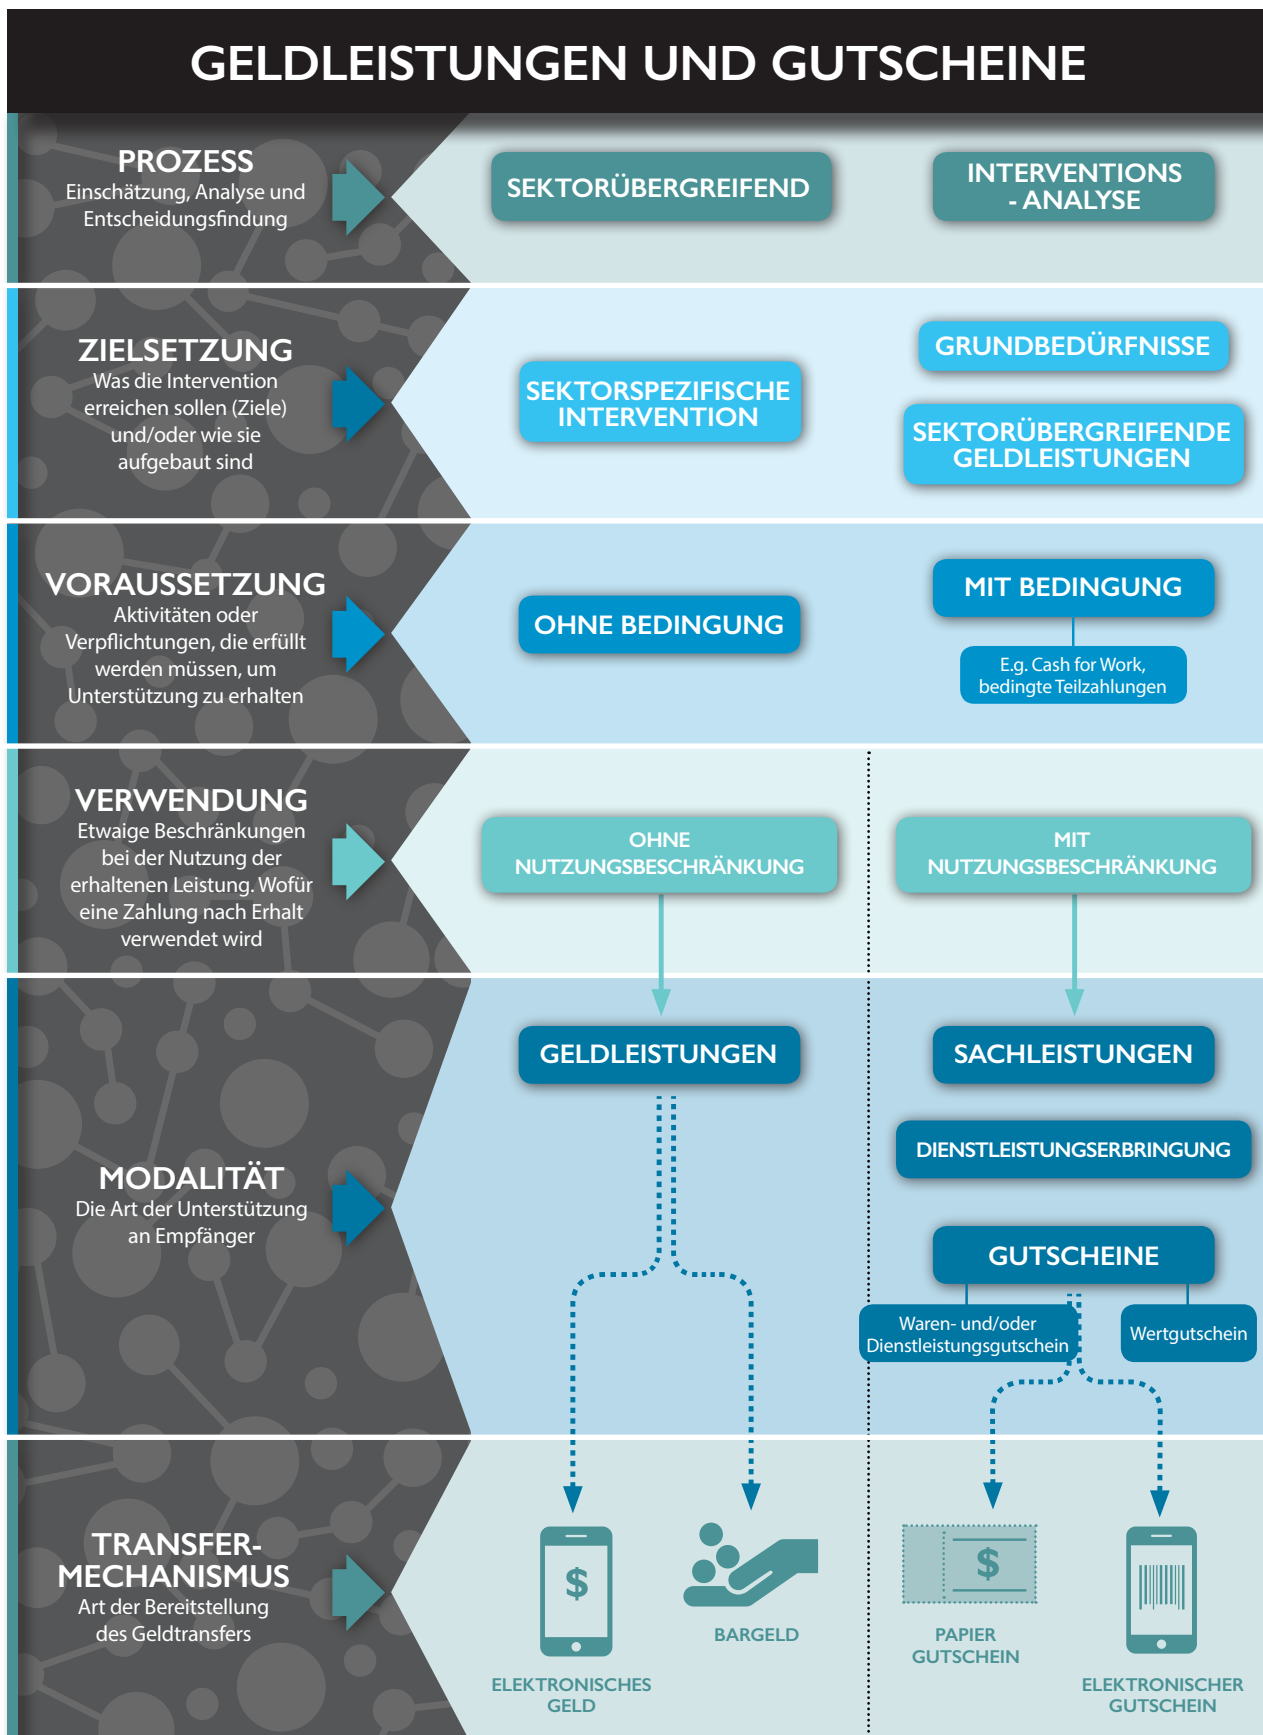 GELDLEISTUNGEN UND GUTSCHEINE
PROZESS
Einschätzung, Analyse und
Entscheidungsfindung
SEKTORÜBERGREIFEND
INTERVENTIONS
- ANALYSE
ZIELSETZUNG
Was die Intervention
erreichen sollen (Ziele)
und/oder wie sie
aufgebaut sind
SEKTORSPEZIFISCHE
INTERVENTION
GRUNDBEDÜRFNISSE
SEKTORÜBERGREIFENDE
GELDLEISTUNGEN
VORAUSSETZUNG
Aktivitäten oder
Verpflichtungen, die erfüllt
werden müssen, um
Unterstützung zu erhalten
OHNE BEDINGUNG
MIT BEDINGUNG
E.g. Cash for Work,
bedingte Teilzahlungen
VERWENDUNG
Etwaige Beschränkungen
bei der Nutzung der
erhaltenen Leistung. Wofür
eine Zahlung nach Erhalt
verwendet wird
OHNE
NUTZUNGSBESCHRÄNKUNG
MIT
NUTZUNGSBESCHRÄNKUNG
MODALITÄT
Die Art der Unterstützung
an Empfänger
GELDLEISTUNGEN
SACHLEISTUNGEN
DIENSTLEISTUNGSERBRINGUNG
GUTSCHEINE
Waren- und/oder
Dienstleistungsgutschein
Wertgutschein
TRANSFER-
MECHANISMUS
Art der Bereitstellung
des Geldtransfers
$
ELEKTRONISCHES
GELD
BARGELD
$
PAPIER
GUTSCHEIN
ELEKTRONISCHER
GUTSCHEIN